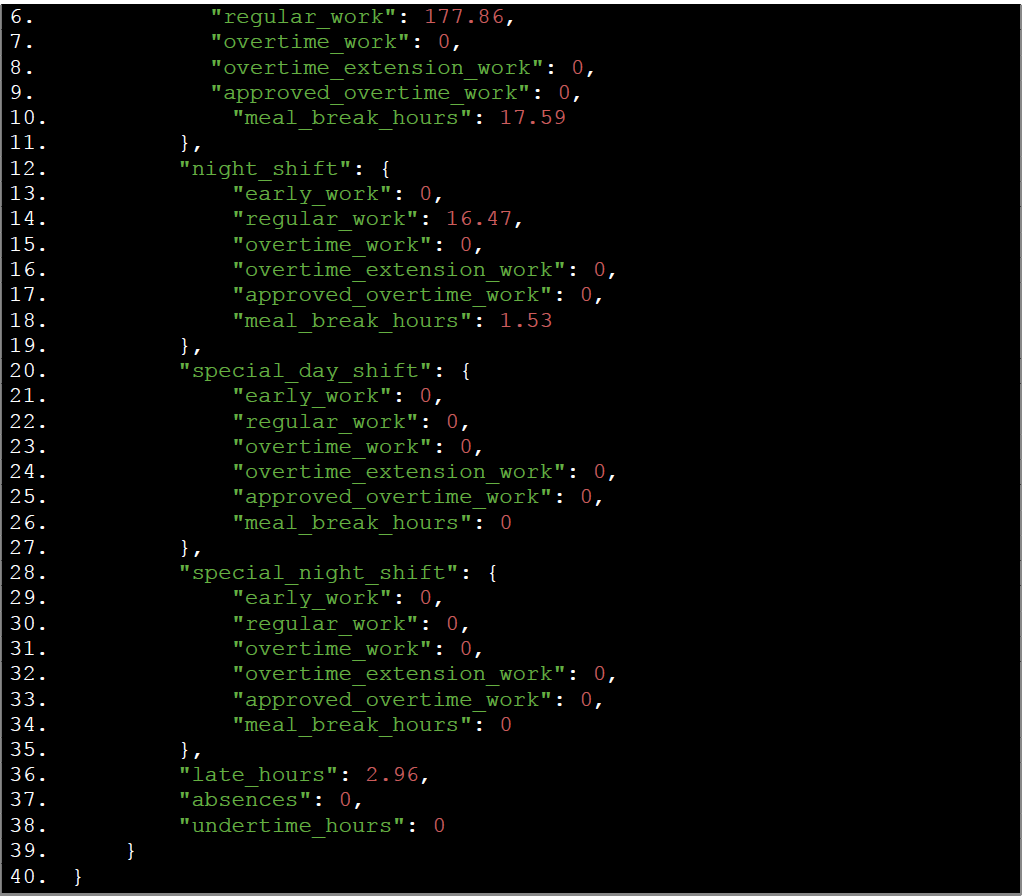 6.            "regular_work": 177.86,
7.            "overtime_work": 0,
8.            "overtime_extension_work": 0,
9.            "approved_overtime_work": 0,
10.              "meal_break_hours": 17.59
11.          },
12.          "night_shift": {
13.              "early_work": 0,
14.              "regular_work": 16.47,
15.              "overtime_work": 0,
16.              "overtime_extension_work": 0,
17.              "approved_overtime_work": 0,
18.              "meal_break_hours": 1.53
19.          },
20.          "special_day_shift": {
21.              "early_work": 0,
22.              "regular_work": 0,
23.              "overtime_work": 0,
24.              "overtime_extension_work": 0,
25.              "approved_overtime_work": 0,
26.              "meal_break_hours": 0
27.          },
28.          "special_night_shift": {
29.              "early_work": 0,
30.              "regular_work": 0,
31.              "overtime_work": 0,
32.              "overtime_extension_work": 0,
33.              "approved_overtime_work": 0,
34.              "meal_break_hours": 0
35.          },
36.          "late_hours": 2.96,
37.          "absences": 0,
38.          "undertime_hours": 0
39.      }
40.  }